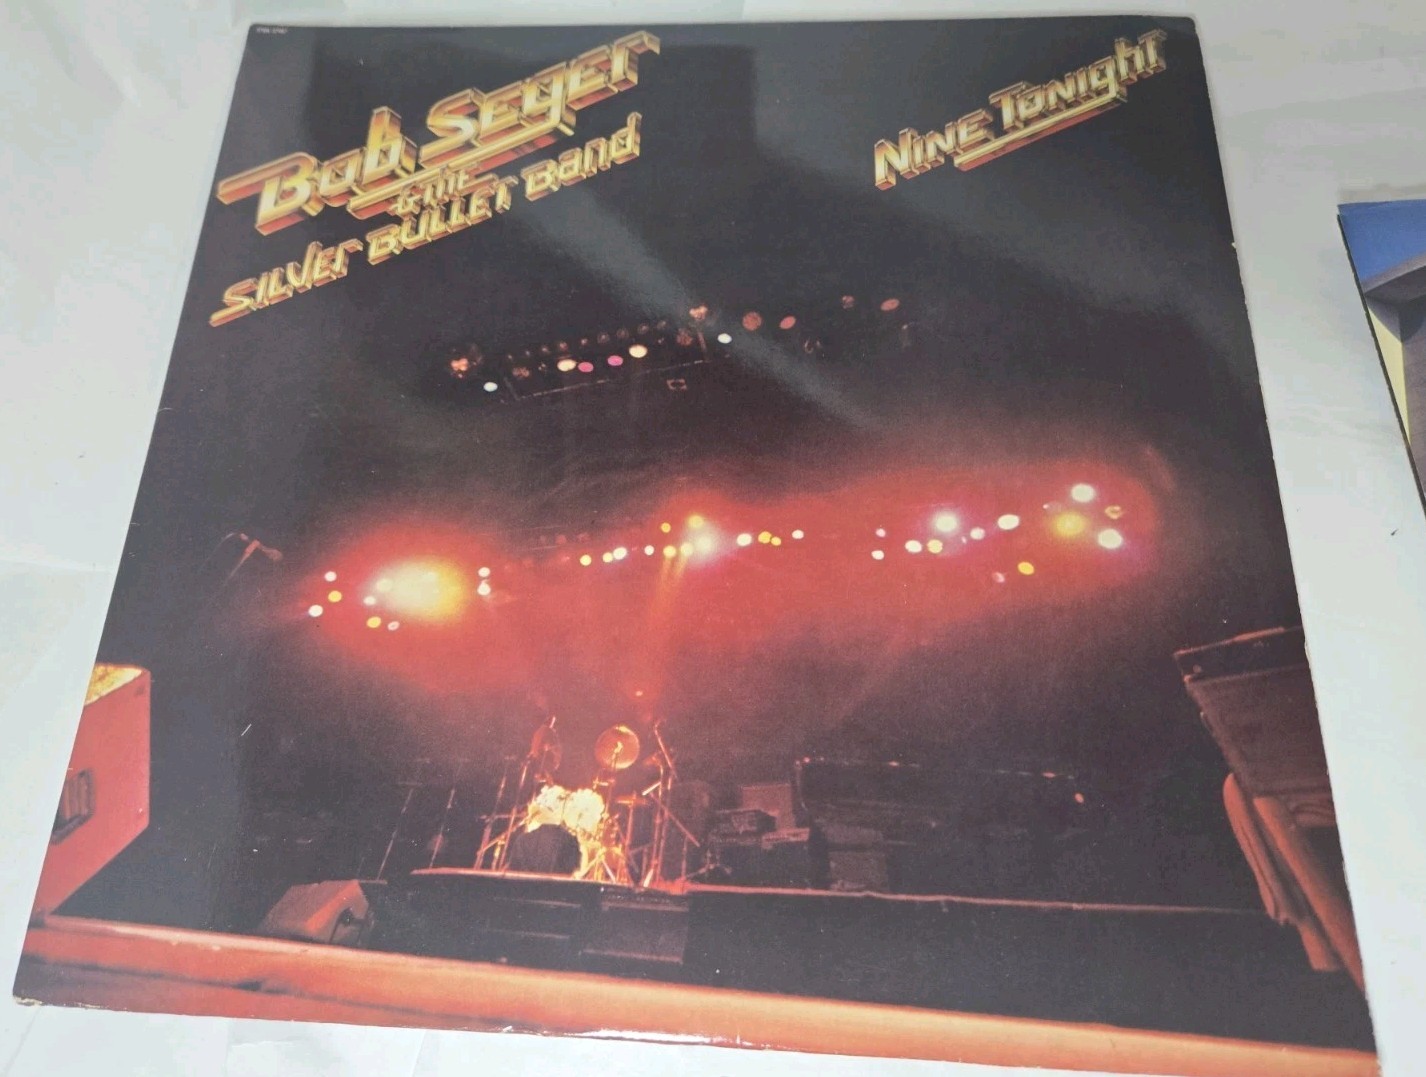 Bob Seger
& The
Silver Bullet Band
Nine Tonight